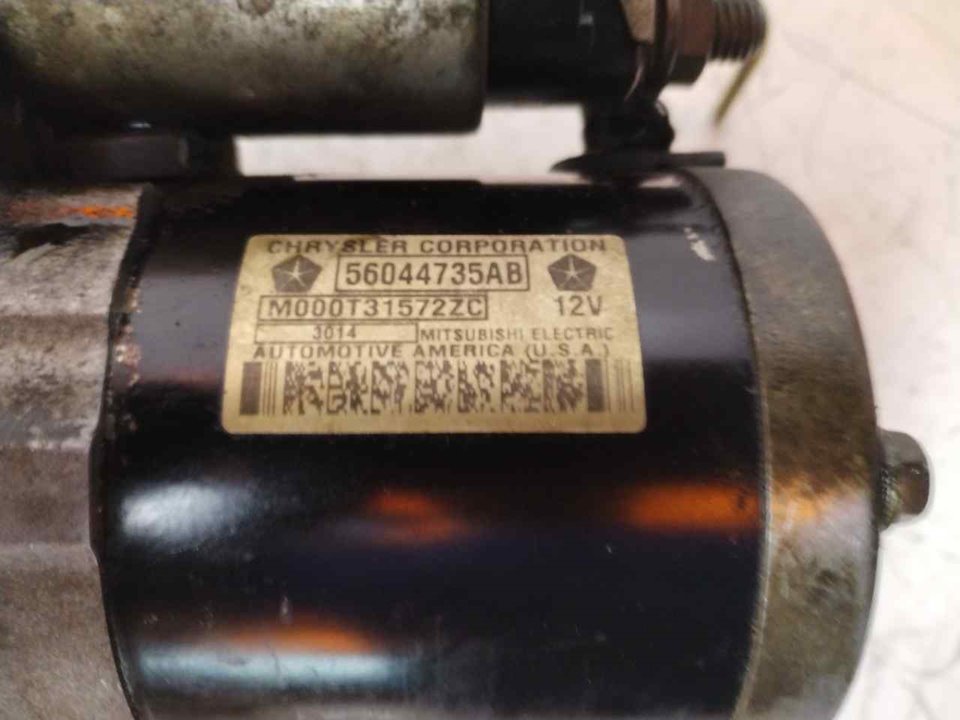 CHRYSLER CORPORATION
56044735AB
M000T31572ZC 12V
3014 MITSUBISHI ELECTRIC
AUTOMOTIVE AMERICA (U.S.A.)